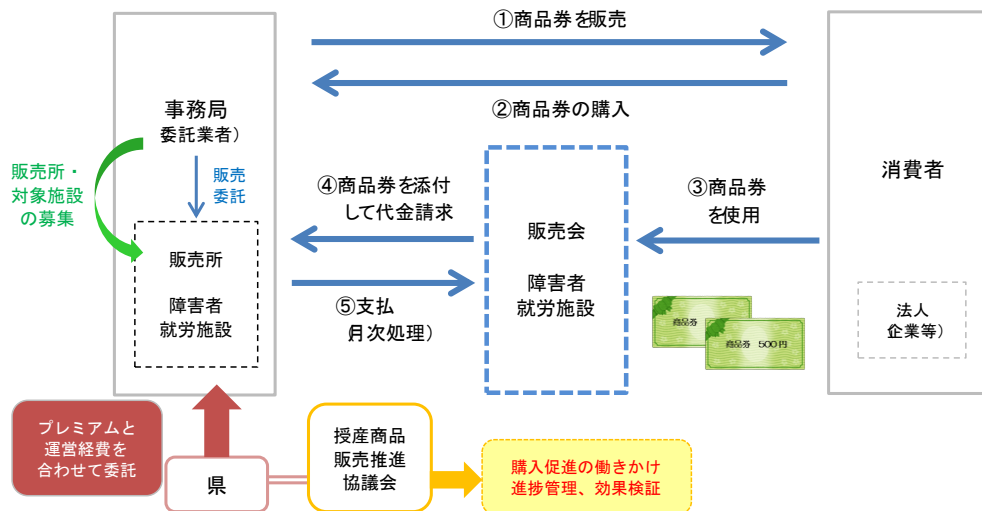 ①商品券を販売
②商品券の購入
事務局
委託業者)
販売
委託
販売所・
対象施設
の募集
販売所
障害者
就労施設
④商品券を添付
して代金請求
⑤支払
月次処理)
販売会
障害者
就労施設
③商品券
を使用
商品券
商品券 500円
消費者
法人
企業等)
プレミアムと
運営経費を
合わせて委託
県
授産商品
販売推進
協議会
購入促進の働きかけ
進捗管理、効果検証